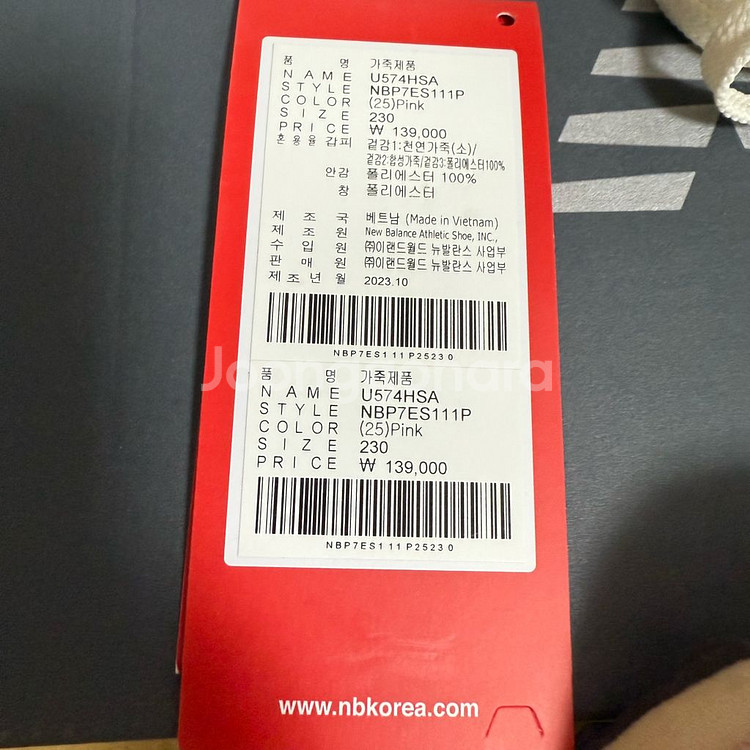 품 명 가죽제품
NAME U574HSA
STYLE NBP7ES111P
COLOR (25)Pink
SIZE 230
PRICE ₩ 139,000
혼용율 갑피 겉감1:천연가죽(소)/
겉감2:합성가죽/겉감3:폴리에스터100%
안감 폴리에스터 100%
창 폴리에스터
제 조 국 베트남 (Made in Vietnam)
제 조 원 New Balance Athletic Shoe, INC.,
수 입 원 ㈜이랜드월드 뉴발란스 사업부
판 매 원 ㈜이랜드월드 뉴발란스 사업부
제조년월 2023.10
NBP7ES111P25230
Joongonara
품 명 가죽제품
NAME U574HSA
STYLE NBP7ES111P
COLOR (25)Pink
SIZE 230
PRICE ₩ 139,000
NBP7ES111P25230
www.nbkorea.com